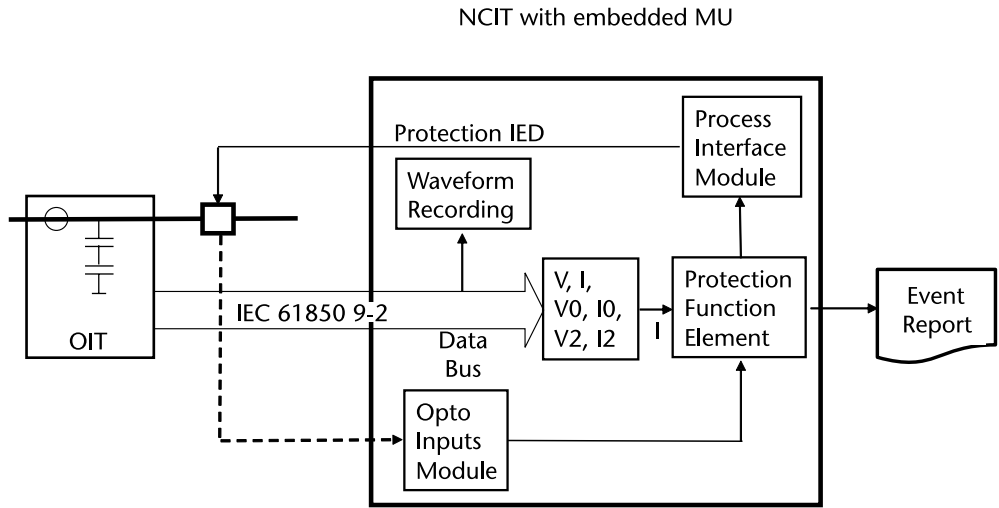 NCIT with embedded MU
Protection IED
Process
Interface
Module
Waveform
Recording
OIT
IEC 61850 9-2
Data
Bus
V, I,
V0, I0,
V2, I2
I
Protection
Function
Element
Event
Report
Opto
Inputs
Module